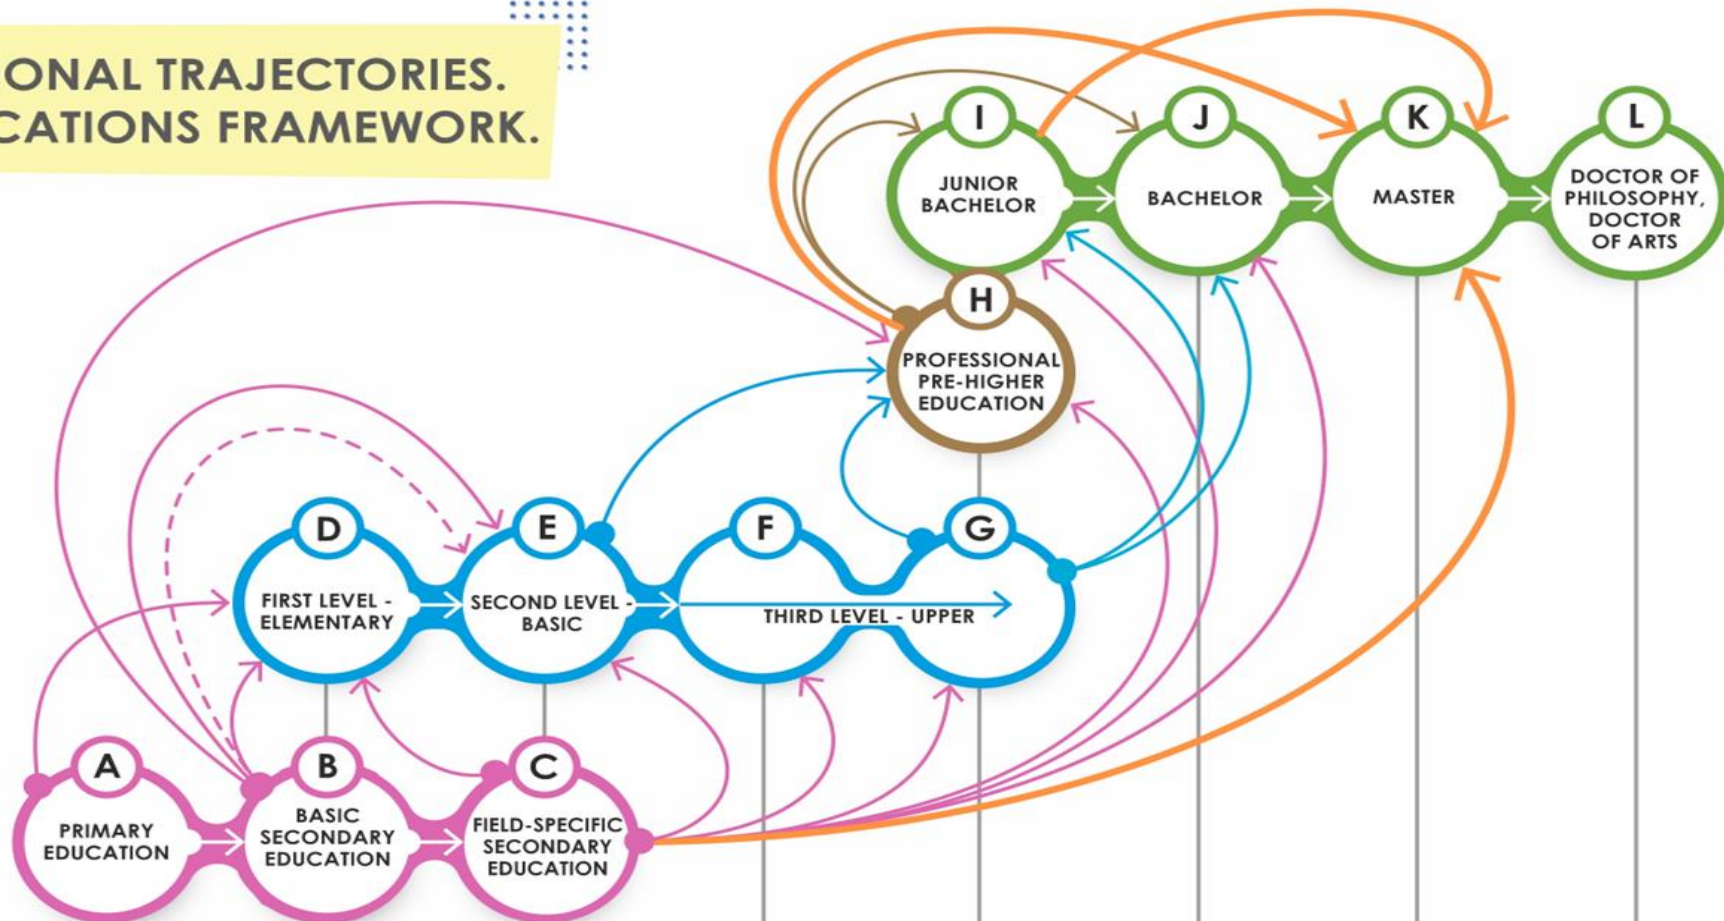 ONAL TRAJECTORIES.
CATIONS FRAMEWORK.
I
JUNIOR
BACHELOR
J
BACHELOR
K
MASTER
L
DOCTOR OF
PHILOSOPHY,
DOCTOR
OF ARTS
H
PROFESSIONAL
PRE-HIGHER
EDUCATION
D
FIRST LEVEL -
ELEMENTARY
E
SECOND LEVEL -
BASIC
F
G
THIRD LEVEL - UPPER
A
PRIMARY
EDUCATION
B
BASIC
SECONDARY
EDUCATION
C
FIELD-SPECIFIC
SECONDARY
EDUCATION